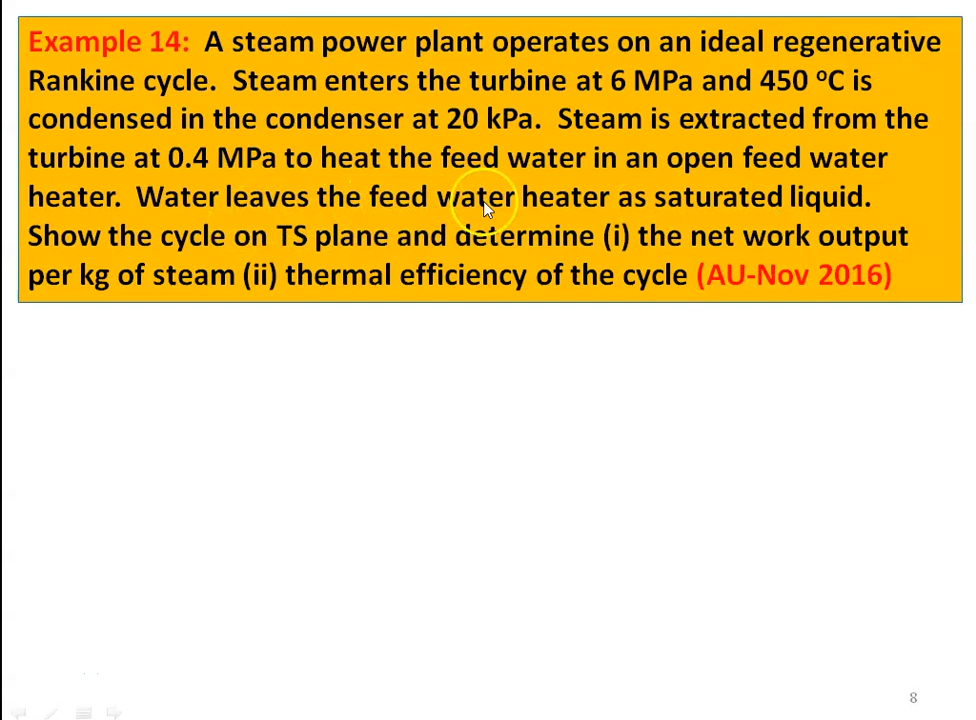 Example 14:  A steam power plant operates on an ideal regenerative
Rankine cycle.  Steam enters the turbine at 6 MPa and 450 ºC is
condensed in the condenser at 20 kPa.  Steam is extracted from the
turbine at 0.4 MPa to heat the feed water in an open feed water
heater.  Water leaves the feed water heater as saturated liquid.
Show the cycle on TS plane and determine (i) the net work output
per kg of steam (ii) thermal efficiency of the cycle (AU-Nov 2016)
8